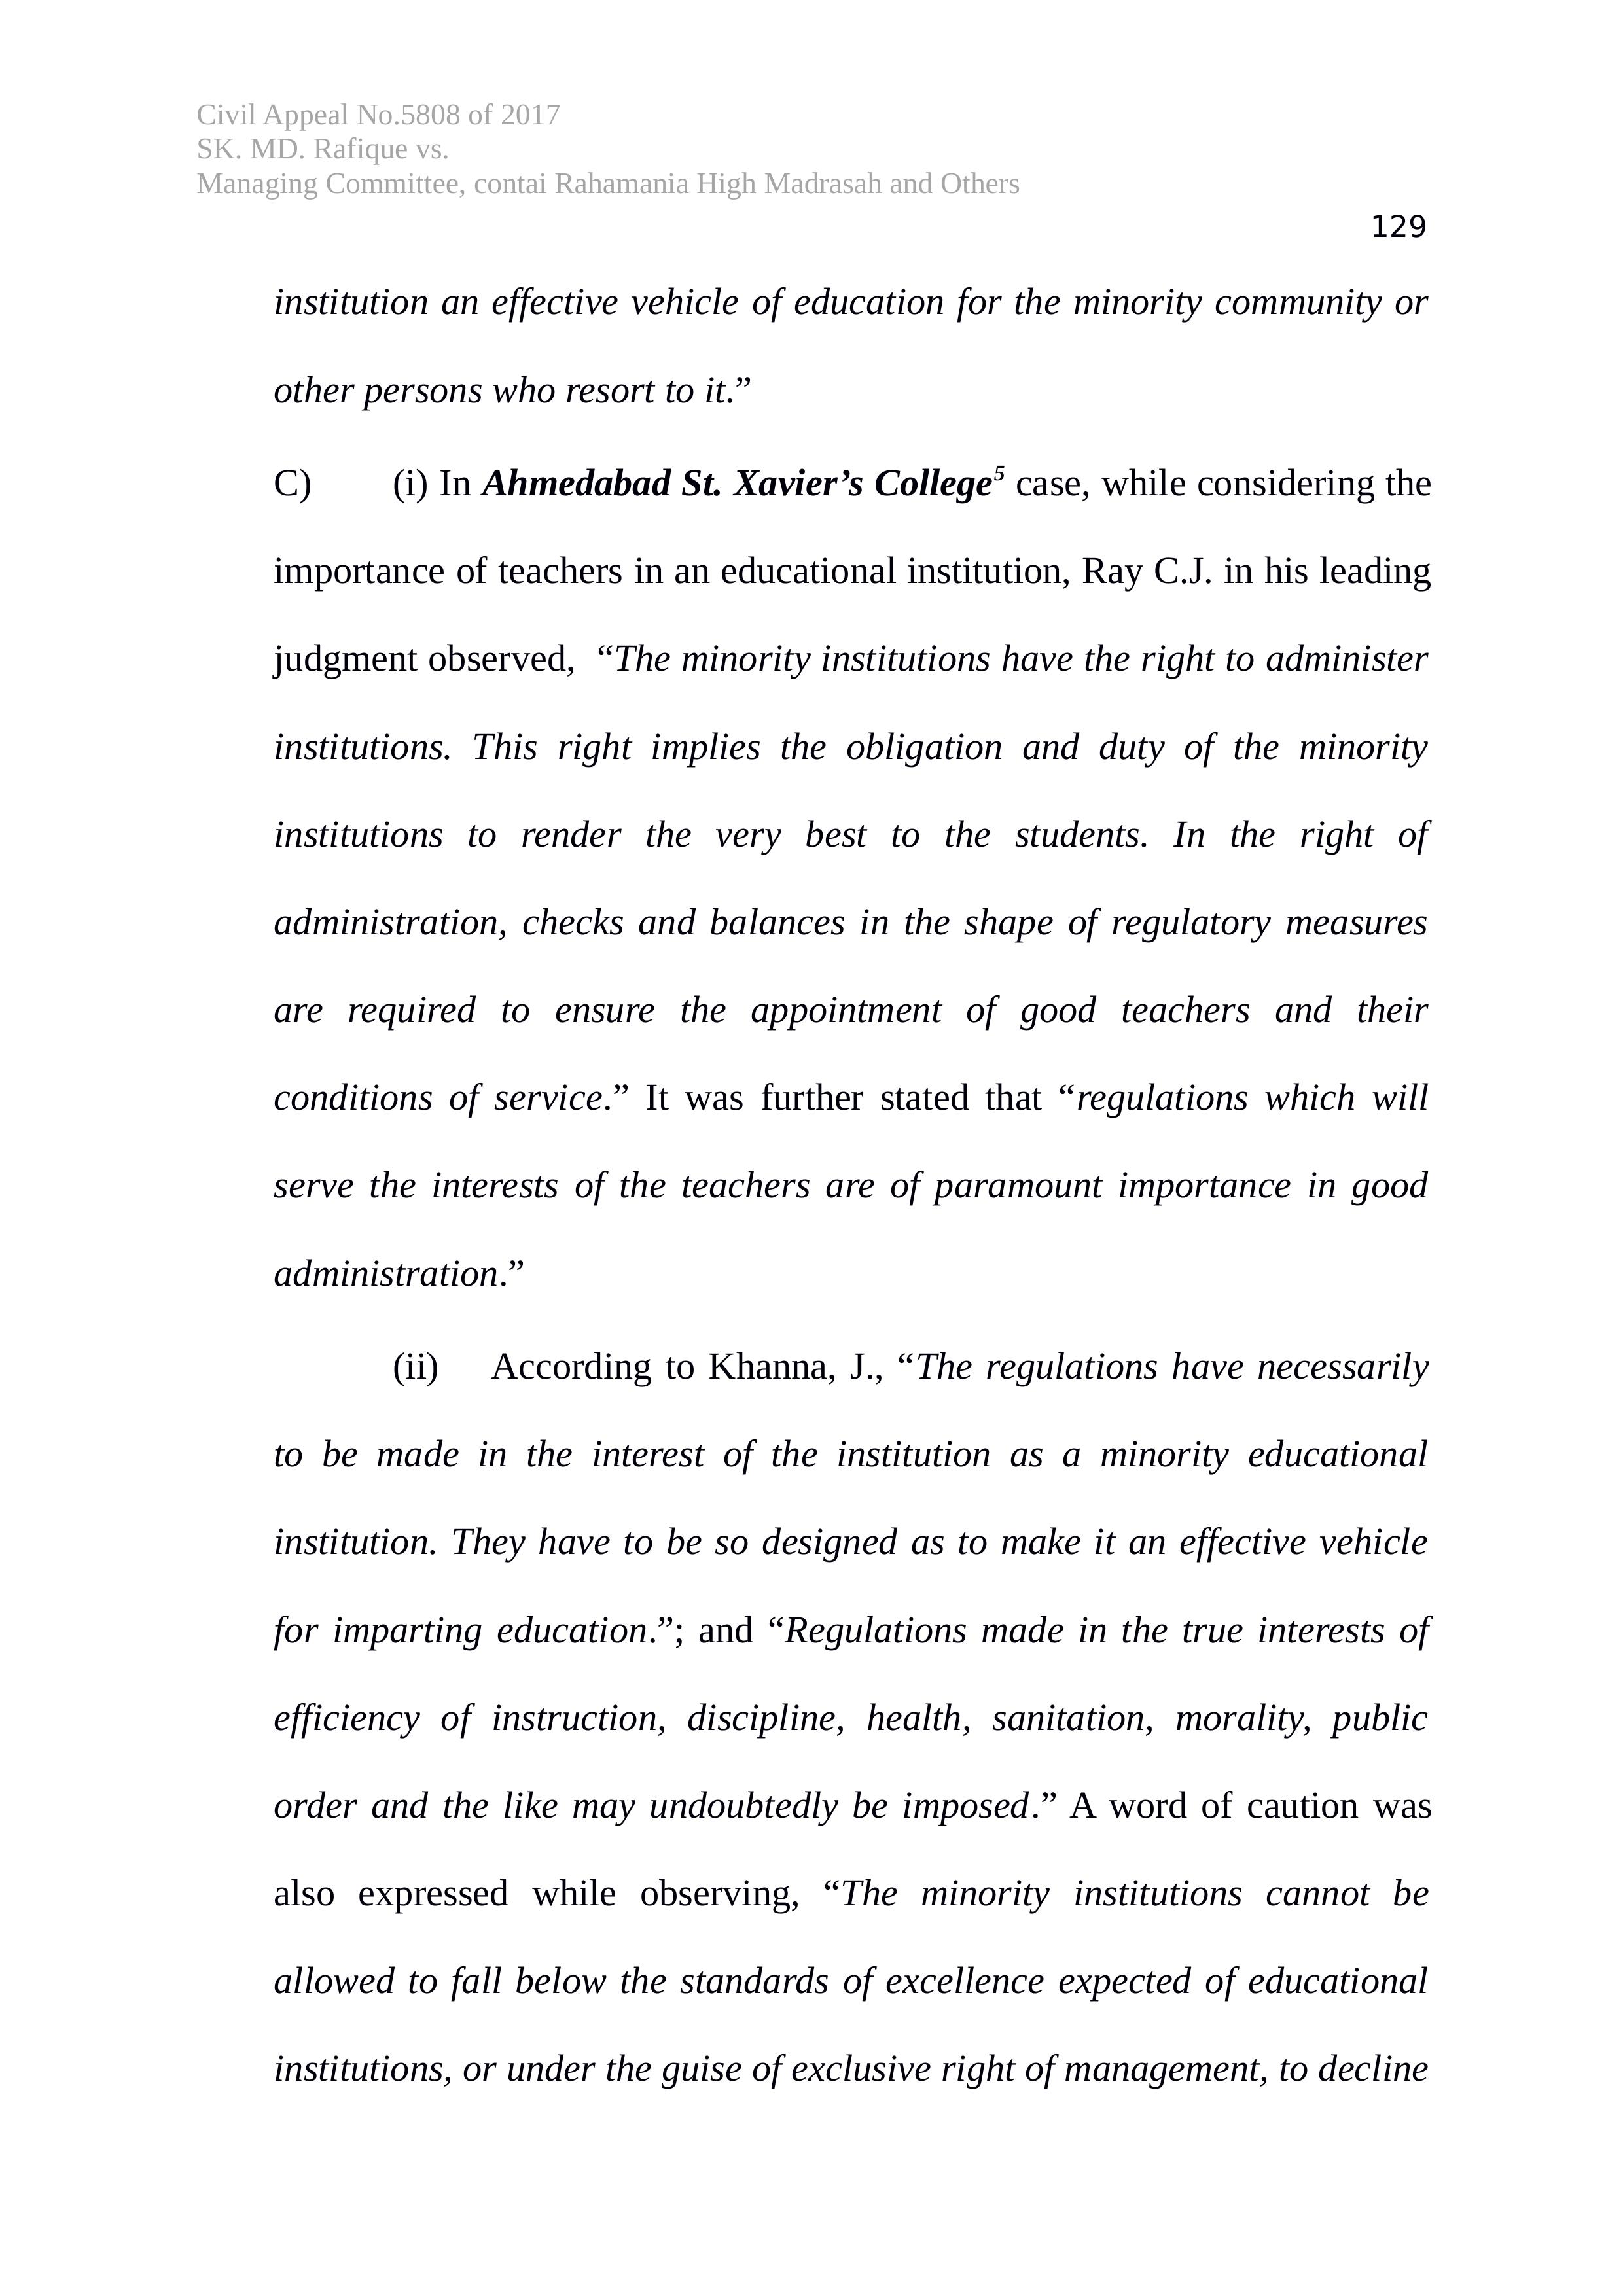 Civil Appeal No.5808 of 2017
SK. MD. Rafique vs.
Managing Committee, contai Rahamania High Madrasah and Others
129
institution an effective vehicle of education for the minority community or
other persons who resort to it.”
C) (i) In Ahmedabad St. Xavier’s College5 case, while considering the
importance of teachers in an educational institution, Ray C.J. in his leading
judgment observed, “The minority institutions have the right to administer
institutions. This right implies the obligation and duty of the minority
institutions to render the very best to the students. In the right of
administration, checks and balances in the shape of regulatory measures
are required to ensure the appointment of good teachers and their
conditions of service.” It was further stated that “regulations which will
serve the interests of the teachers are of paramount importance in good
administration.”
(ii) According to Khanna, J., “The regulations have necessarily
to be made in the interest of the institution as a minority educational
institution. They have to be so designed as to make it an effective vehicle
for imparting education.”; and “Regulations made in the true interests of
efficiency of instruction, discipline, health, sanitation, morality, public
order and the like may undoubtedly be imposed.” A word of caution was
also expressed while observing, “The minority institutions cannot be
allowed to fall below the standards of excellence expected of educational
institutions, or under the guise of exclusive right of management, to decline